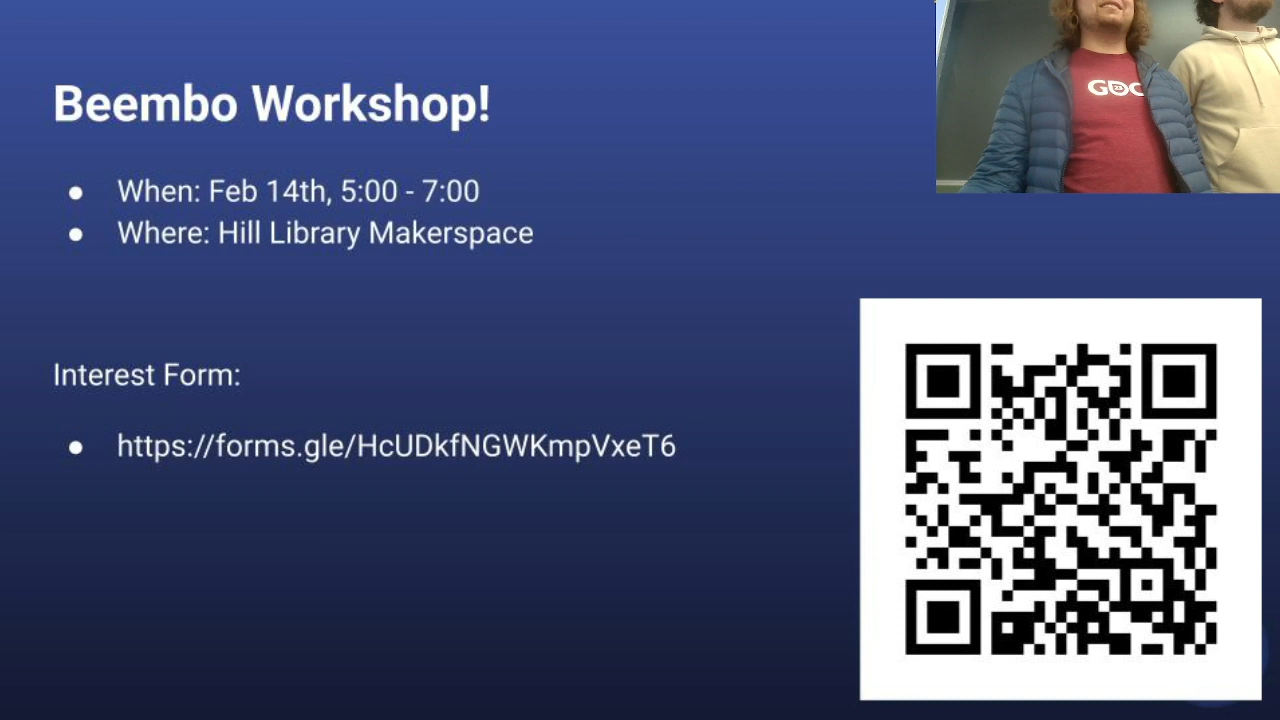 Beembo Workshop!
● When: Feb 14th, 5:00 - 7:00
● Where: Hill Library Makerspace
Interest Form:
● https://forms.gle/HcUDkfNGWKmpVxeT6
GDC
23